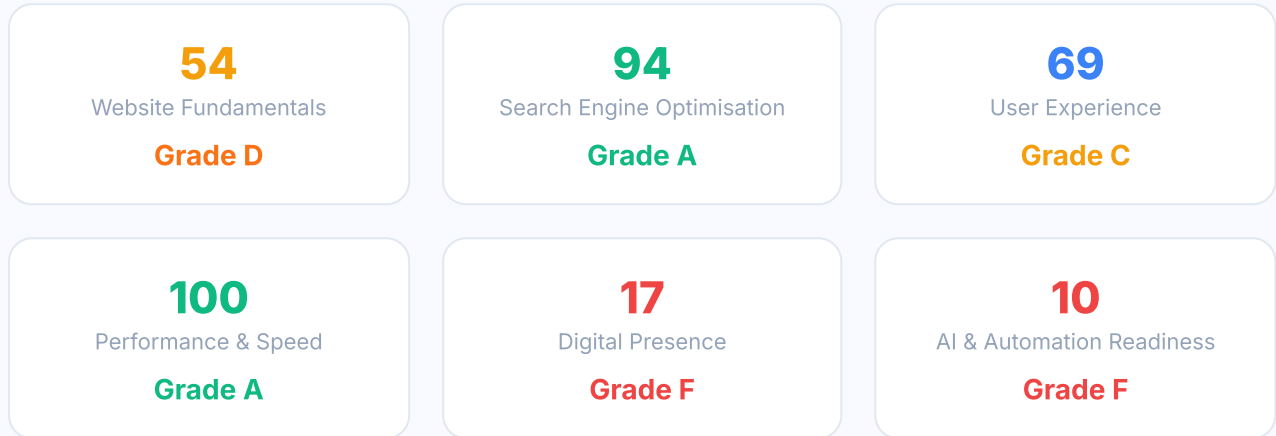 54
Website Fundamentals
Grade D
94
Search Engine Optimisation
Grade A
69
User Experience
Grade C
100
Performance & Speed
Grade A
17
Digital Presence
Grade F
10
AI & Automation Readiness
Grade F